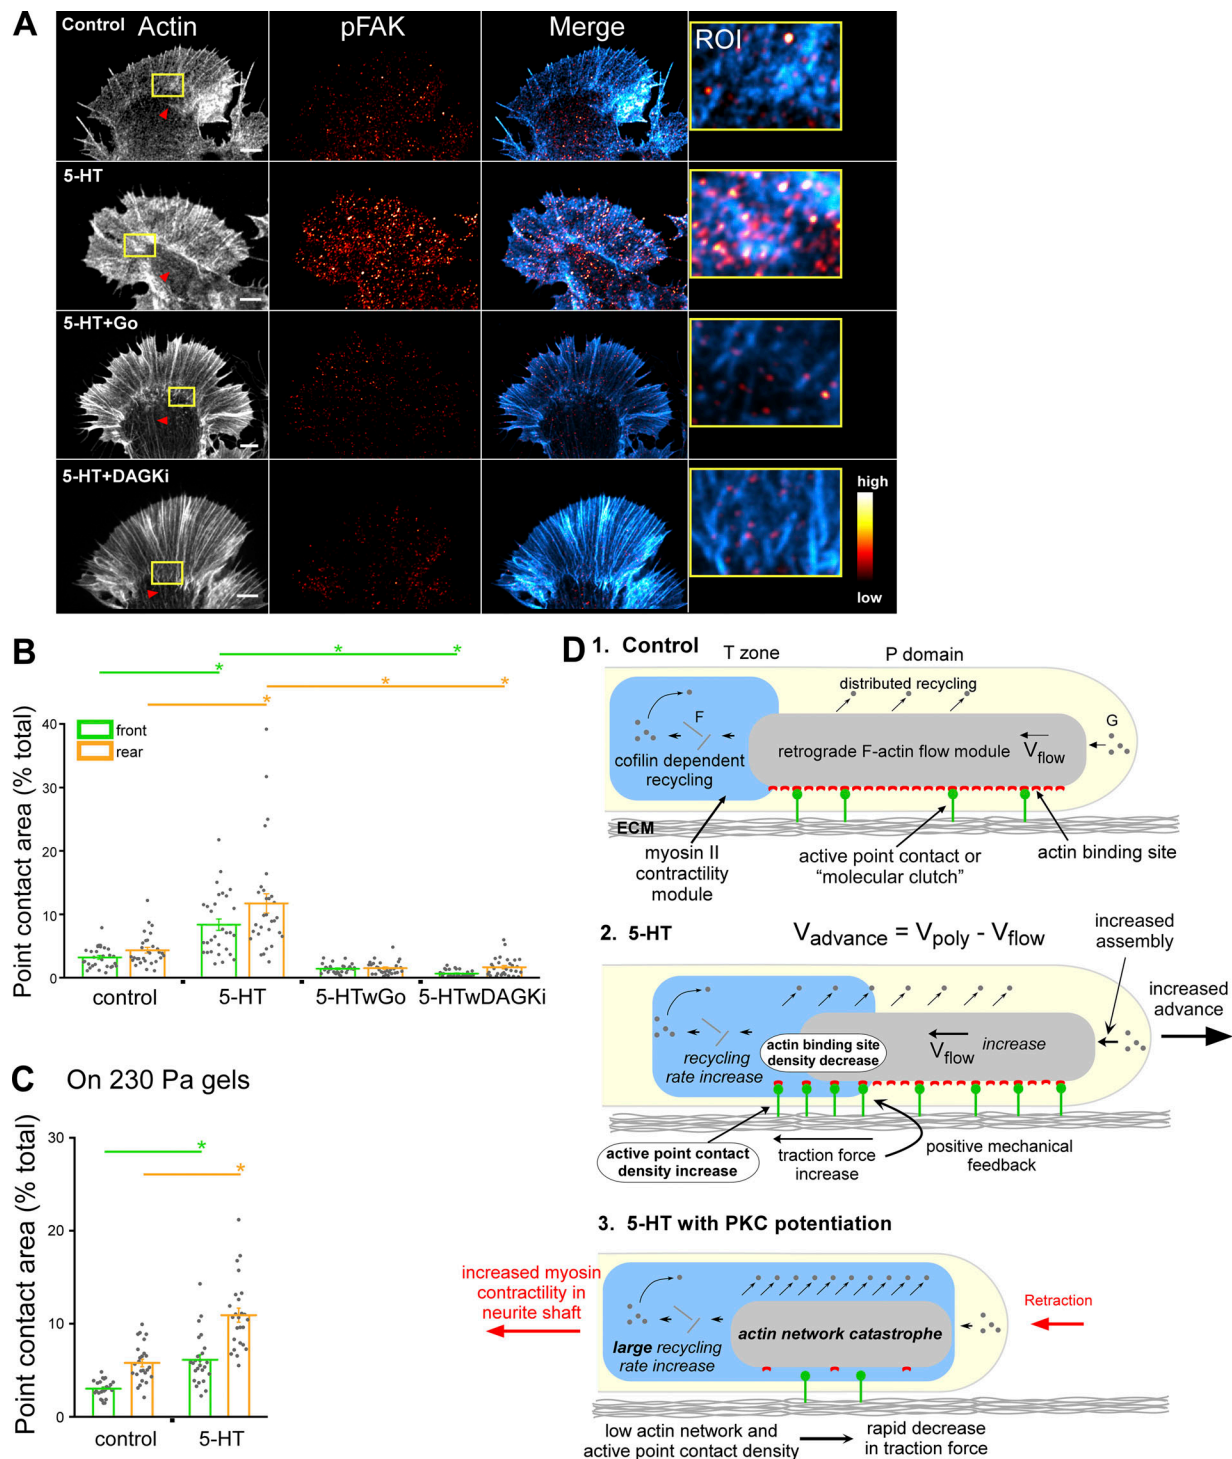 A
Control
Actin
pFAK
Merge
ROI
5-HT
5-HT+Go
5-HT+DAGKi
high
low
B
Point contact area (% total)
40
30
20
10
0
front
rear
*
*
*
*
*
*
control
5-HT
5-HTwGo
5-HTwDAGKi
C On 230 Pa gels
Point contact area (% total)
30
20
10
0
*
*
control
5-HT
D 1. Control
T zone
P domain
distributed recycling
F
G
cofilin dependent
recycling
retrograde F-actin flow module
Vflow
ECM
myosin II
contractility
module
active point contact or
“molecular clutch”
actin binding site
2. 5-HT
Vadvance = Vpoly - Vflow
increased
assembly
increased
advance
recycling
rate increase
actin binding site
density decrease
Vflow
increase
active point contact
density increase
traction force
increase
positive mechanical
feedback
3. 5-HT with PKC potentiation
increased myosin
contractility in
neurite shaft
Retraction
large recycling
rate increase
actin network catastrophe
low actin network and
active point contact density
rapid decrease
in traction force